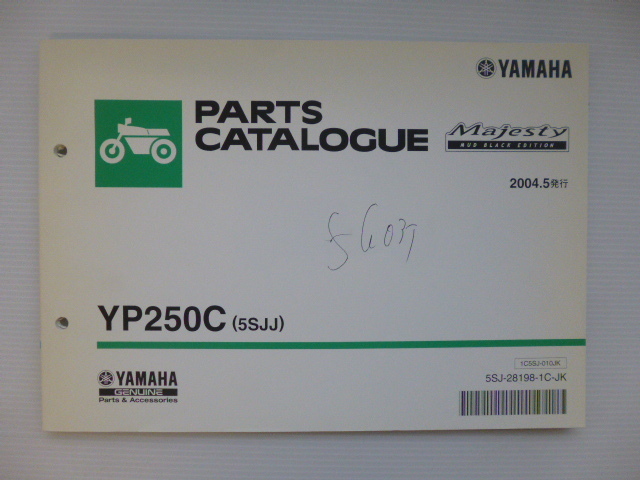 YAMAHA
PARTS
CATALOGUE
Majesty
MUD BLACK EDITION
2004.5発行
YP250C (5SJJ)
1C5SJ-010JK
YAMAHA
GENUINE
Parts & Accessories
5SJ-28198-1C-JK